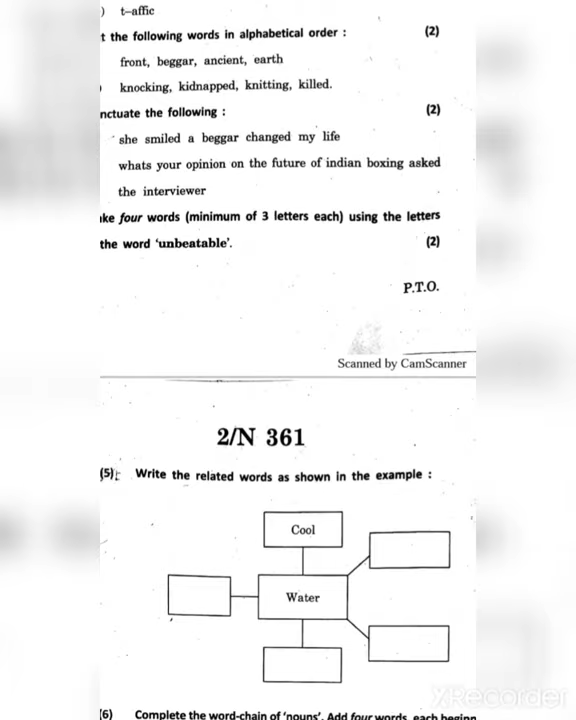 ) t–affic
t the following words in alphabetical order : (2)
front, beggar, ancient, earth
) knocking, kidnapped, knitting, killed.
nctuate the following : (2)
she smiled a beggar changed my life
whats your opinion on the future of indian boxing asked
the interviewer
ke four words (minimum of 3 letters each) using the letters
the word ‘unbeatable’. (2)
P.T.O.
Scanned by CamScanner
2/N 361
(5) Write the related words as shown in the example :
Cool
Water
(6) Complete the word-chain of ‘nouns’. Add four words, each beginn
XRecorder